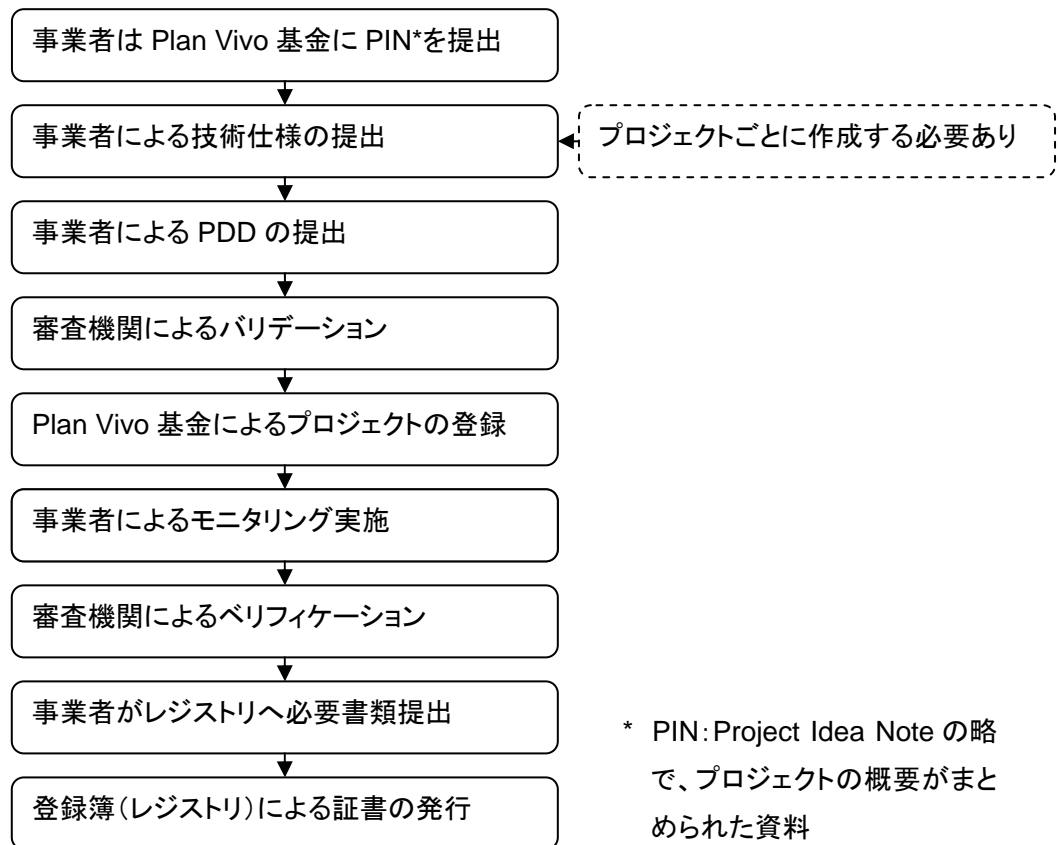 事業者は Plan Vivo 基金に PIN*を提出
事業者による技術仕様の提出
プロジェクトごとに作成する必要あり
事業者による PDD の提出
審査機関によるバリデーション
Plan Vivo 基金によるプロジェクトの登録
事業者によるモニタリング実施
審査機関によるベリフィケーション
事業者がレジストリへ必要書類提出
登録簿（レジストリ）による証書の発行
* PIN：Project Idea Note の略
で、プロジェクトの概要がまと
められた資料